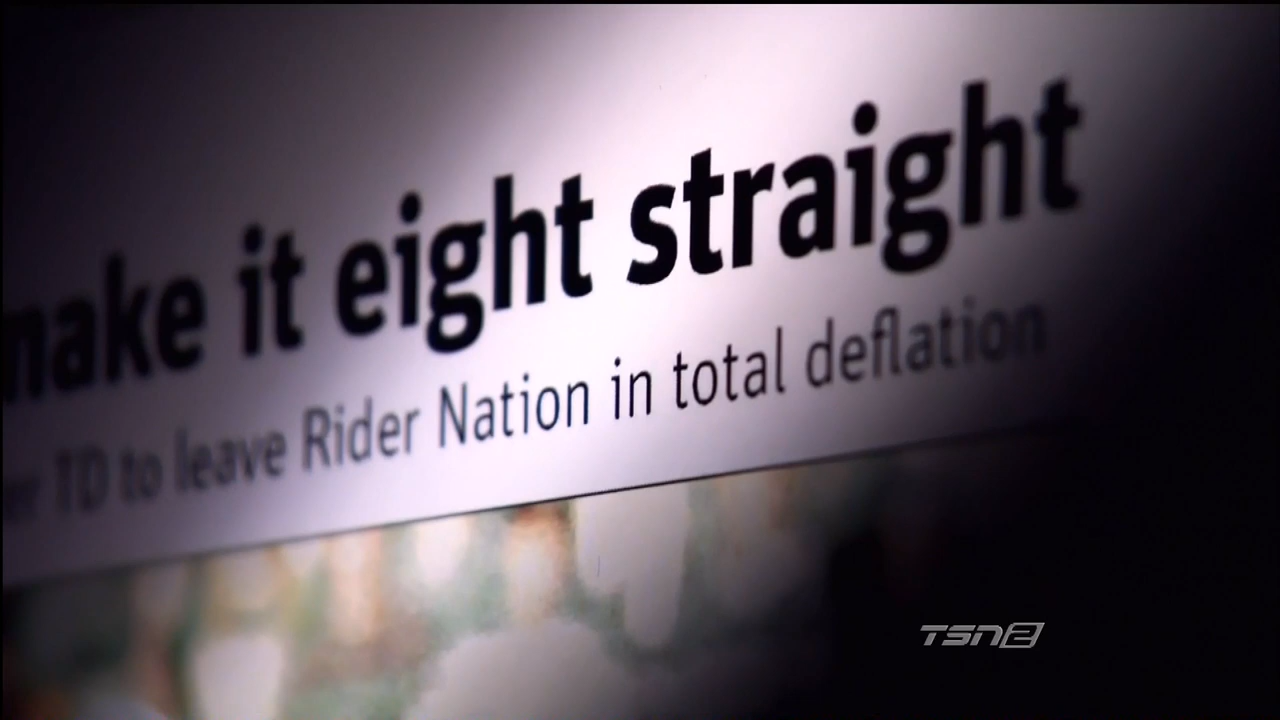 make it eight straight
TD to leave Rider Nation in total deflation
TSN2